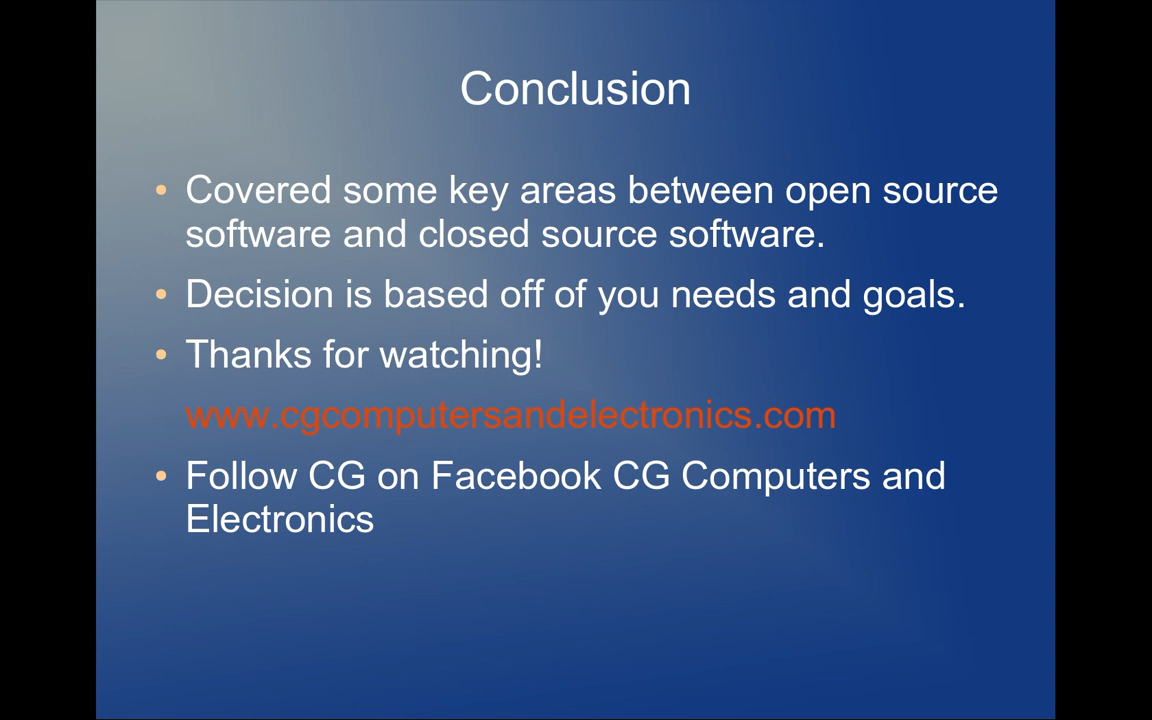 Conclusion
• Covered some key areas between open source
software and closed source software.
• Decision is based off of you needs and goals.
• Thanks for watching!
www.cgcomputersandelectronics.com
• Follow CG on Facebook CG Computers and
Electronics